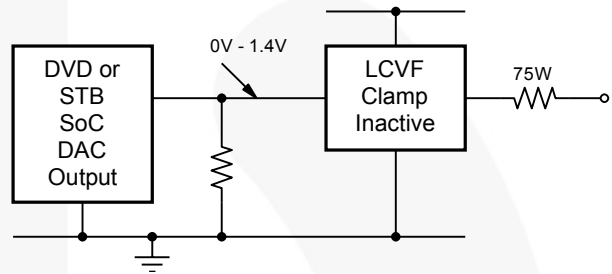 0V - 1.4V
DVD or
STB
SoC
DAC
Output
LCVF
Clamp
Inactive
75W